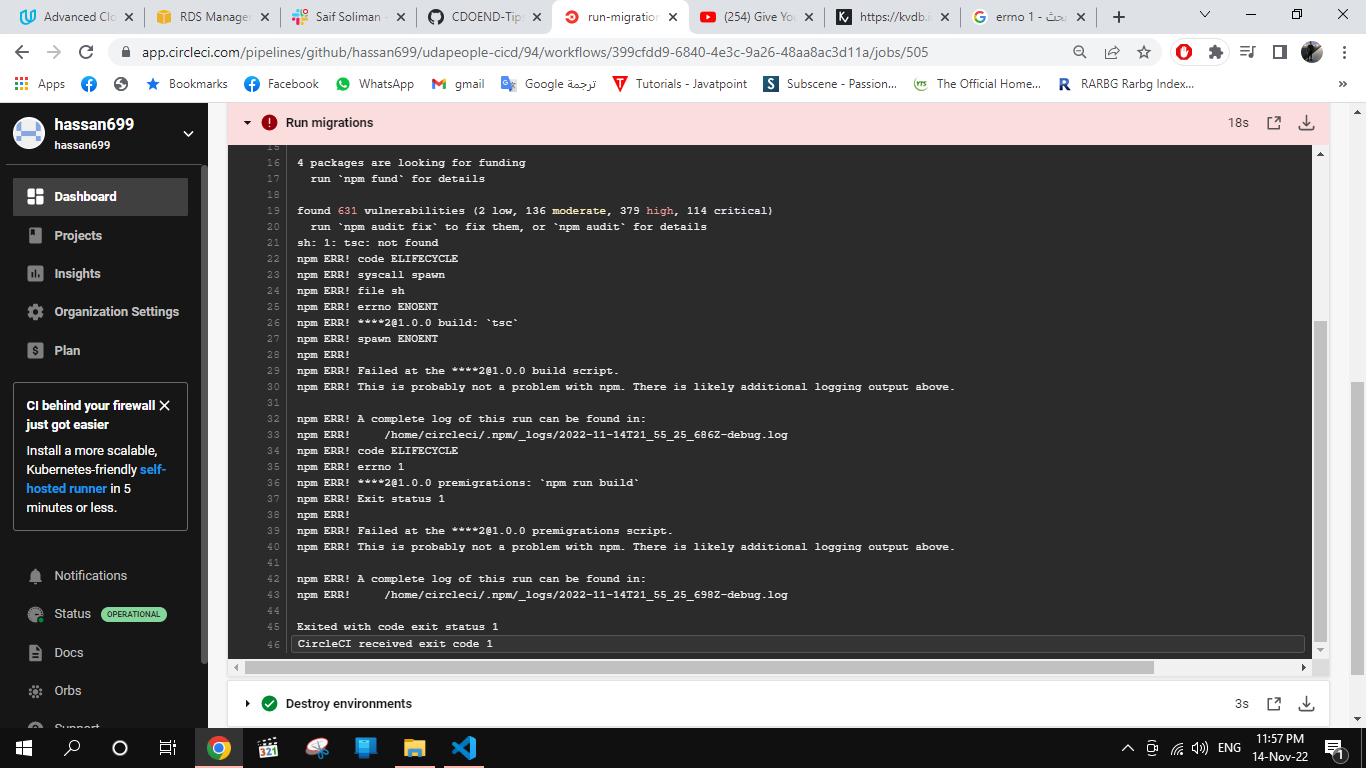 Advanced Clo
RDS Manage
Saif Soliman
CDOEND-Tip
run-migration
(254) Give Yo
https://kvdb.i
errno 1 - بحث
app.circleci.com/pipelines/github/hassan699/udapeople-cicd/94/workflows/399cfdd9-6840-4e3c-9a26-48aa8ac3d11a/jobs/505
Apps
Bookmarks
Facebook
WhatsApp
gmail
ترجمة Google
Tutorials - Javatpoint
Subscene - Passion...
The Official Home...
RARBG Rarbg Index...
hassan699
hassan699
Dashboard
Projects
Insights
Organization Settings
Plan
CI behind your firewall
just got easier
Install a more scalable,
Kubernetes-friendly self-
hosted runner in 5
minutes or less.
Notifications
Status OPERATIONAL
Docs
Orbs
Support
Run migrations 18s
15
16 4 packages are looking for funding
17 run `npm fund` for details
18
19 found 631 vulnerabilities (2 low, 136 moderate, 379 high, 114 critical)
20 run `npm audit fix` to fix them, or `npm audit` for details
21 sh: 1: tsc: not found
22 npm ERR! code ELIFECYCLE
23 npm ERR! syscall spawn
24 npm ERR! file sh
25 npm ERR! errno ENOENT
26 npm ERR! ****2@1.0.0 build: `tsc`
27 npm ERR! spawn ENOENT
28 npm ERR!
29 npm ERR! Failed at the ****2@1.0.0 build script.
30 npm ERR! This is probably not a problem with npm. There is likely additional logging output above.
31
32 npm ERR! A complete log of this run can be found in:
33 npm ERR! /home/circleci/.npm/_logs/2022-11-14T21_55_25_686Z-debug.log
34 npm ERR! code ELIFECYCLE
35 npm ERR! errno 1
36 npm ERR! ****2@1.0.0 premigrations: `npm run build`
37 npm ERR! Exit status 1
38 npm ERR!
39 npm ERR! Failed at the ****2@1.0.0 premigrations script.
40 npm ERR! This is probably not a problem with npm. There is likely additional logging output above.
41
42 npm ERR! A complete log of this run can be found in:
43 npm ERR! /home/circleci/.npm/_logs/2022-11-14T21_55_25_698Z-debug.log
44
45 Exited with code exit status 1
46 CircleCI received exit code 1
Destroy environments 3s
321
ENG
11:57 PM
14-Nov-22
1